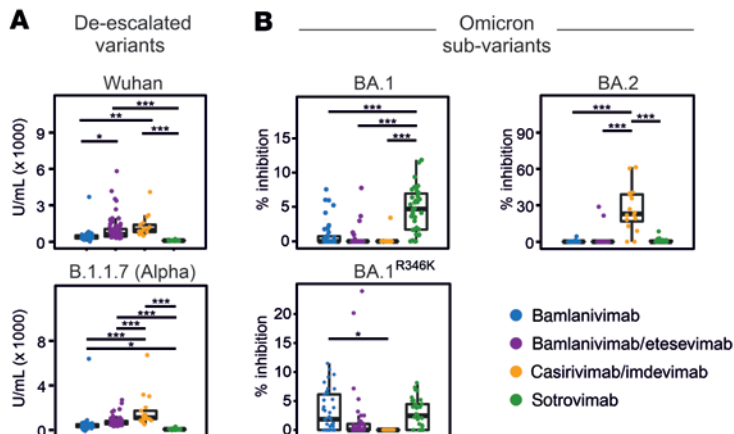 A
De-escalated
variants
B
Omicron
sub-variants
Wuhan
U/mL (x 1000)
9
6
3
0
***
**
***
*
BA.1
% inhibition
15
10
5
0
***
***
***
BA.2
% inhibition
90
60
30
0
***
***
***
B.1.1.7 (Alpha)
U/mL (x 1000)
8
4
0
***
***
***
***
*
BA.1R346K
% inhibition
20
15
10
5
0
*
Bamlanivimab
Bamlanivimab/etesevimab
Casirivimab/imdevimab
Sotrovimab